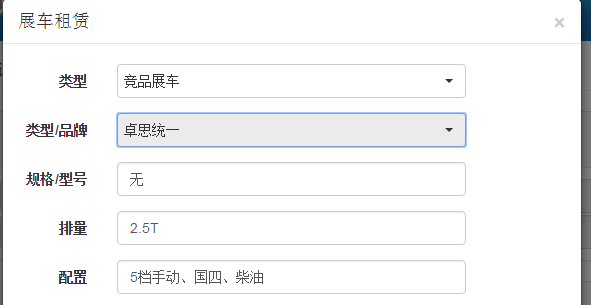 展车租赁 ×
类型 竞品展车
类型/品牌 卓思统一
规格/型号 无
排量 2.5T
配置 5档手动、国四、柴油